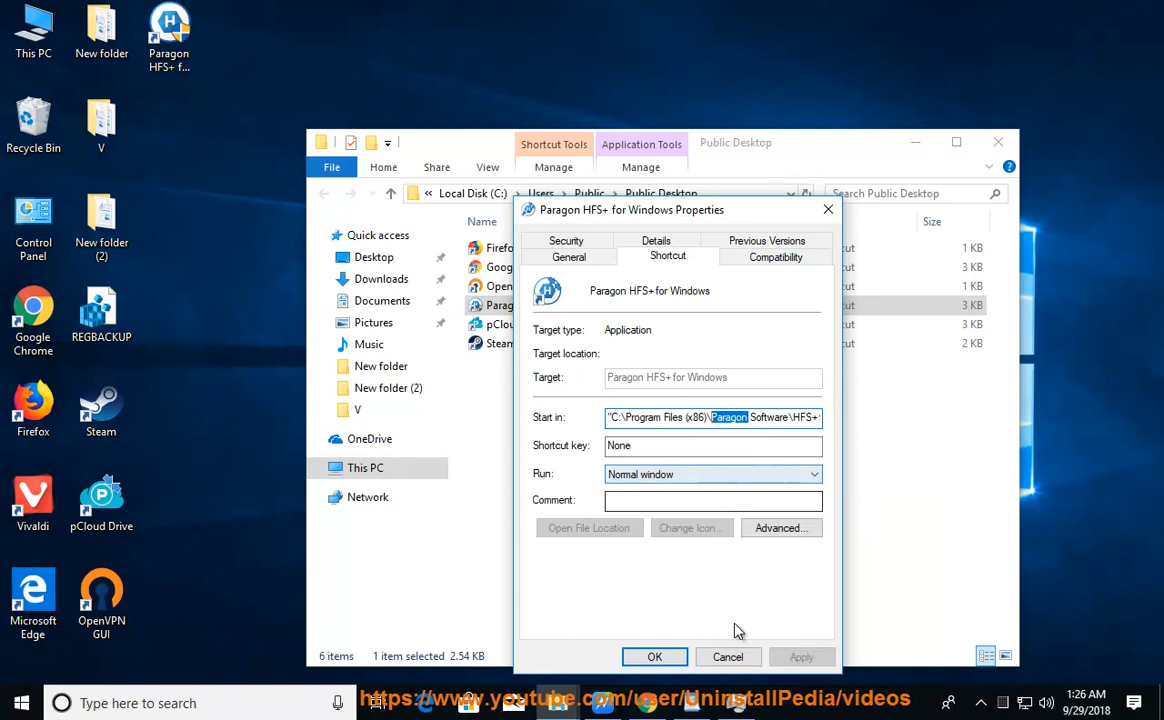 This PC
New folder
Paragon
HFS+ f...
Recycle Bin
V
Control
Panel
New folder
(2)
Google
Chrome
REGBACKUP
Firefox
Steam
Vivaldi
pCloud Drive
Microsoft
Edge
OpenVPN
GUI
Shortcut Tools
Application Tools
Public Desktop
File
Home
Share
View
Manage
Manage
« Local Disk (C:) Users Public Public Desktop
Search Public Desktop
Quick access
Desktop
Downloads
Documents
Pictures
Music
New folder
New folder (2)
V
OneDrive
This PC
Network
Name
Size
Firefo
cut 1 KB
Goog
cut 3 KB
Open
cut 1 KB
Parag
cut 3 KB
pClou
cut 3 KB
Steam
cut 2 KB
6 items 1 item selected 2.54 KB
Paragon HFS+ for Windows Properties
Security
Details
Previous Versions
General
Shortcut
Compatibility
Paragon HFS+ for Windows
Target type: Application
Target location:
Target: Paragon HFS+ for Windows
Start in: "C:\Program Files (x86)\Paragon Software\HFS+
Shortcut key: None
Run: Normal window
Comment:
Open File Location
Change Icon...
Advanced...
OK
Cancel
Apply
Type here to search
https://www.youtube.com/user/UninstallPedia/videos
1:26 AM
9/29/2018